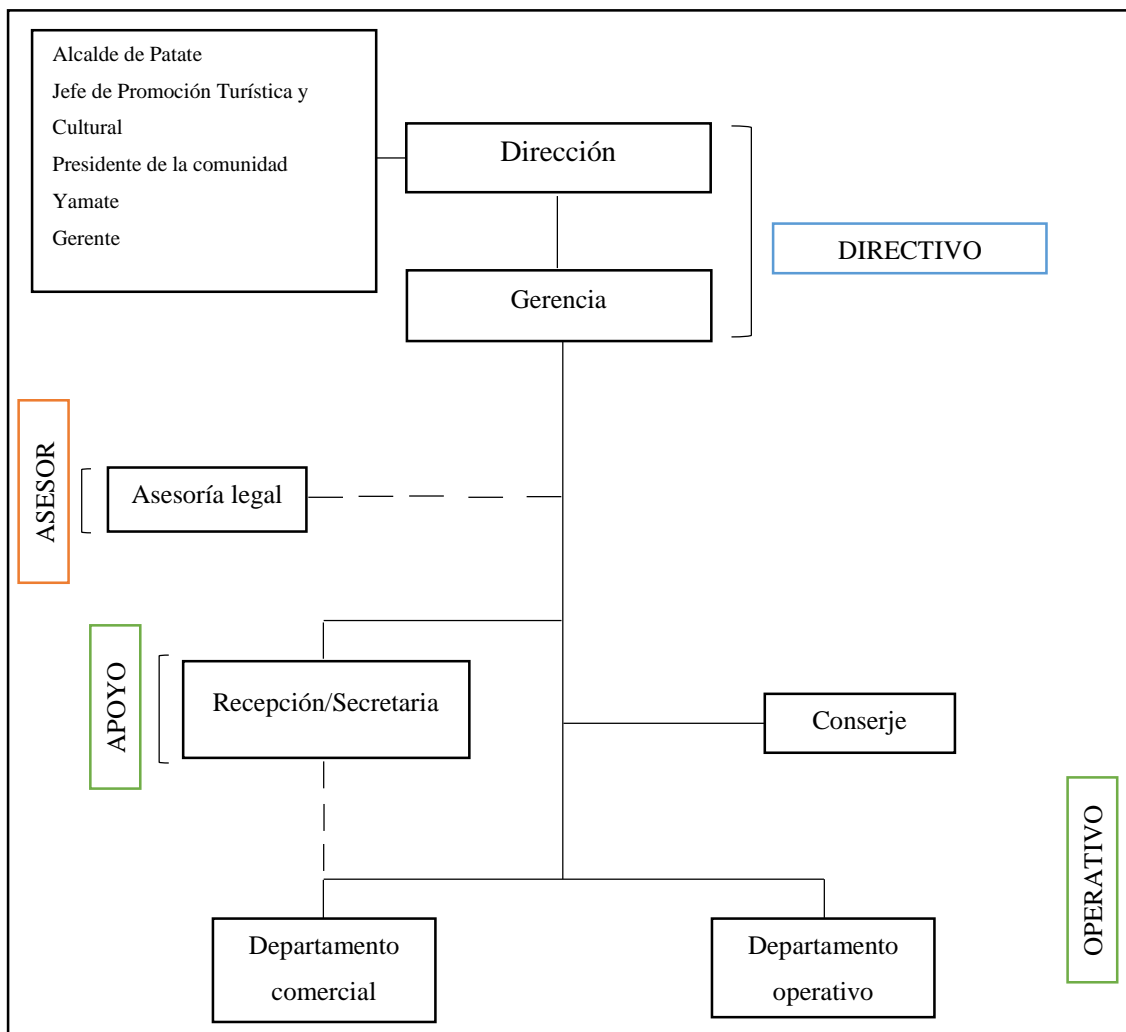 Alcalde de Patate
Jefe de Promoción Turística y
Cultural
Presidente de la comunidad
Yamate
Gerente
Dirección
DIRECTIVO
Gerencia
ASESOR
Asesoría legal
APOYO
Recepción/Secretaria
Conserje
OPERATIVO
Departamento
comercial
Departamento
operativo